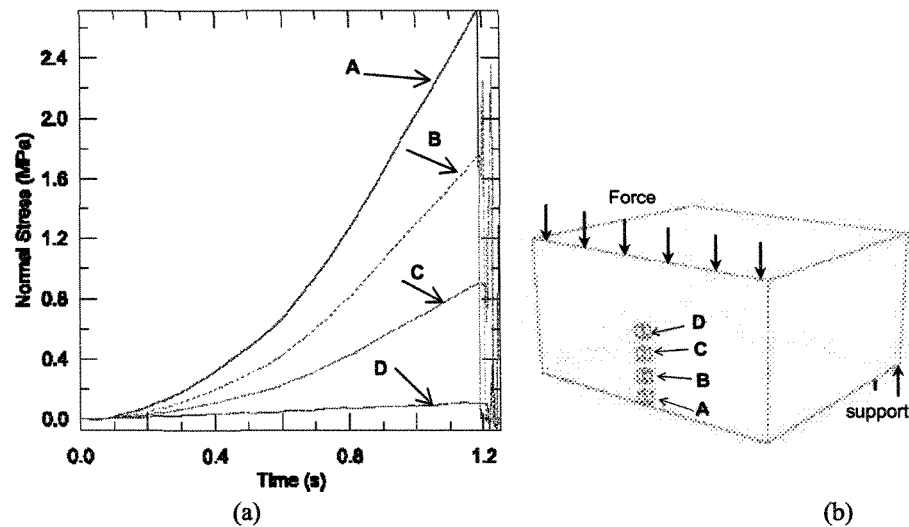 2.4
2.0
1.6
1.2
0.8
0.4
0.0
Normal Stress (MPa)
A
B
C
D
0.0 0.4 0.8 1.2
Time (s)
(a)
Force
D
C
B
A
support
(b)